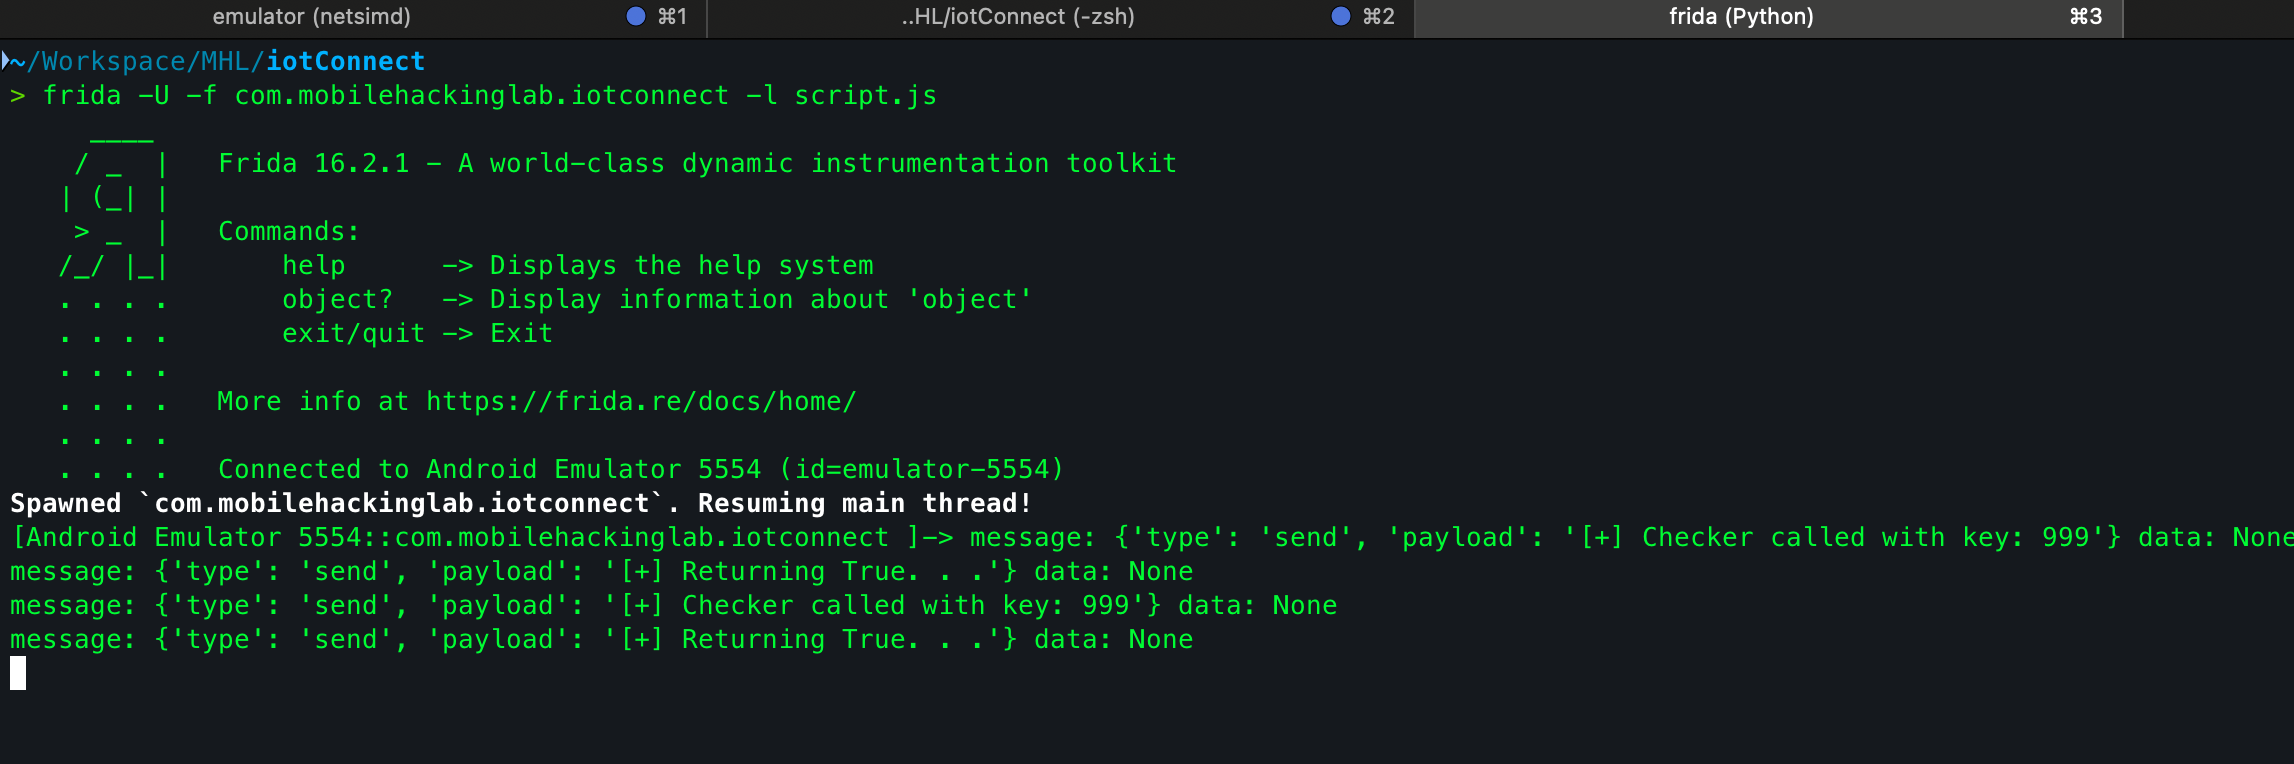 emulator (netsimd) ⌘1 ..HL/iotConnect (-zsh) ⌘2 frida (Python) ⌘3
~/Workspace/MHL/iotConnect
> frida -U -f com.mobilehackinglab.iotconnect -l script.js
     ____
    / _  |   Frida 16.2.1 - A world-class dynamic instrumentation toolkit
   | (_| |
    > _  |   Commands:
   /_/ |_|       help      -> Displays the help system
   . . . .       object?   -> Display information about 'object'
   . . . .       exit/quit -> Exit
   . . . .
   . . . .   More info at https://frida.re/docs/home/
   . . . .
   . . . .   Connected to Android Emulator 5554 (id=emulator-5554)
Spawned `com.mobilehackinglab.iotconnect`. Resuming main thread!
[Android Emulator 5554::com.mobilehackinglab.iotconnect ]-> message: {'type': 'send', 'payload': '[+] Checker called with key: 999'} data: None
message: {'type': 'send', 'payload': '[+] Returning True. . .'} data: None
message: {'type': 'send', 'payload': '[+] Checker called with key: 999'} data: None
message: {'type': 'send', 'payload': '[+] Returning True. . .'} data: None